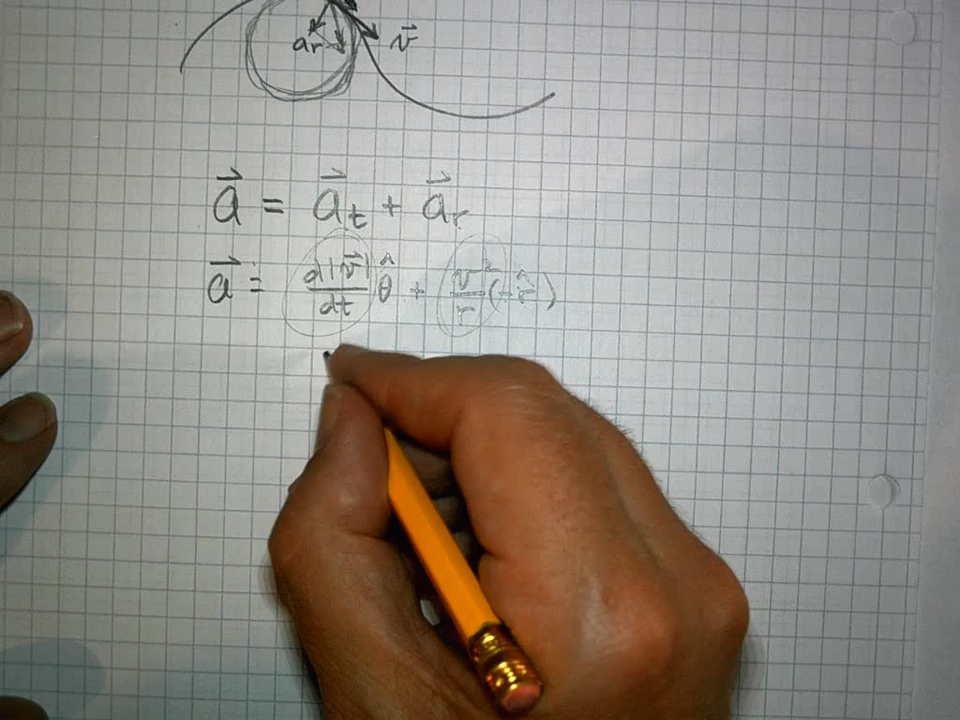 aᵣ v⃗
a⃗ = a⃗ₜ + a⃗ᵣ
a⃗ = d|v⃗|/dt θ̂ + v²/r (-r̂)